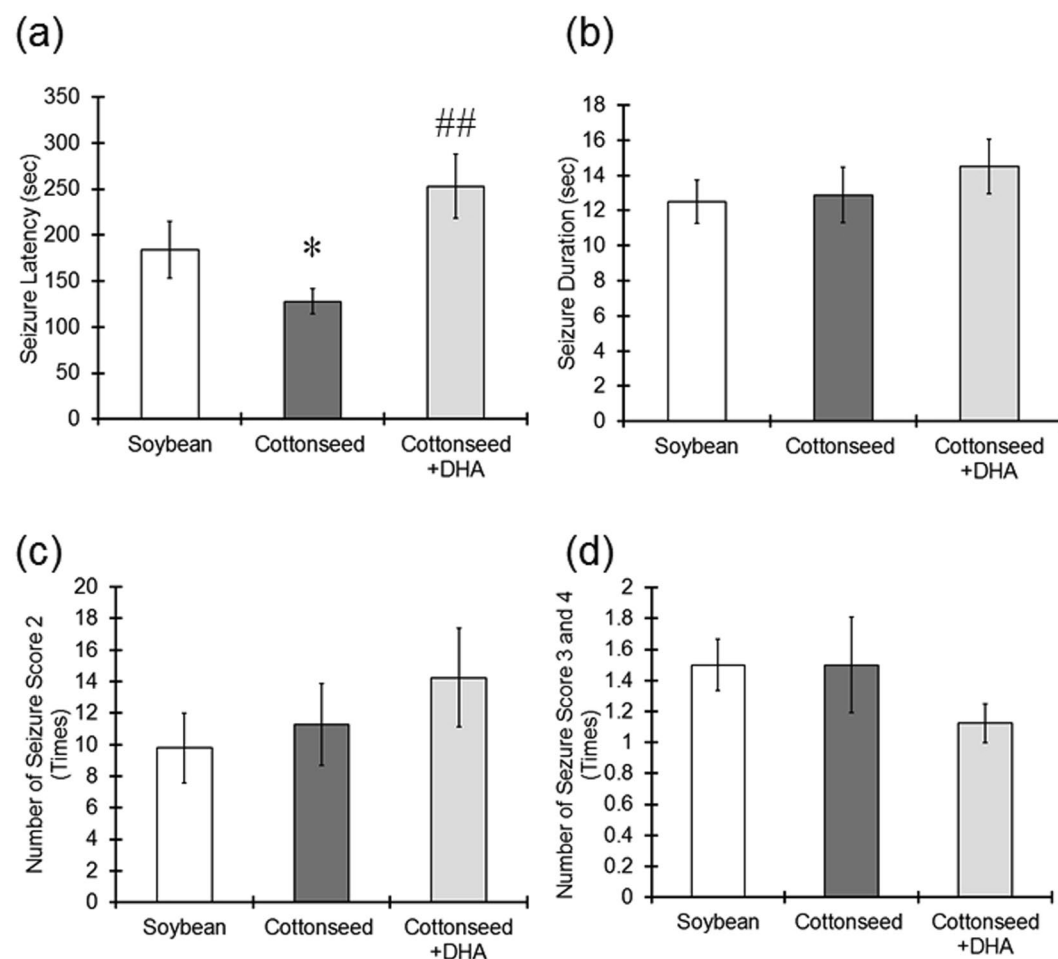 (a)
Seizure Latency (sec)
350
300
250
200
150
100
50
0
*
##
Soybean
Cottonseed
Cottonseed
+DHA
(b)
Seizure Duration (sec)
18
16
14
12
10
8
6
4
2
0
Soybean
Cottonseed
Cottonseed
+DHA
(c)
Number of Seizure Score 2
(Times)
20
18
16
14
12
10
8
6
4
2
0
Soybean
Cottonseed
Cottonseed
+DHA
(d)
Number of Sezure Score 3 and 4
(Times)
2
1.8
1.6
1.4
1.2
1
0.8
0.6
0.4
0.2
0
Soybean
Cottonseed
Cottonseed
+DHA